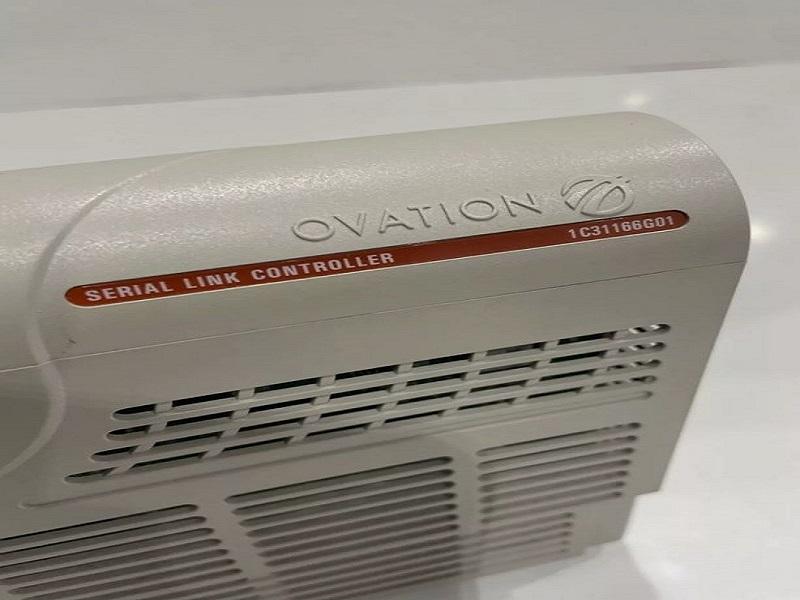 OVATION
SERIAL LINK CONTROLLER 1C31166G01